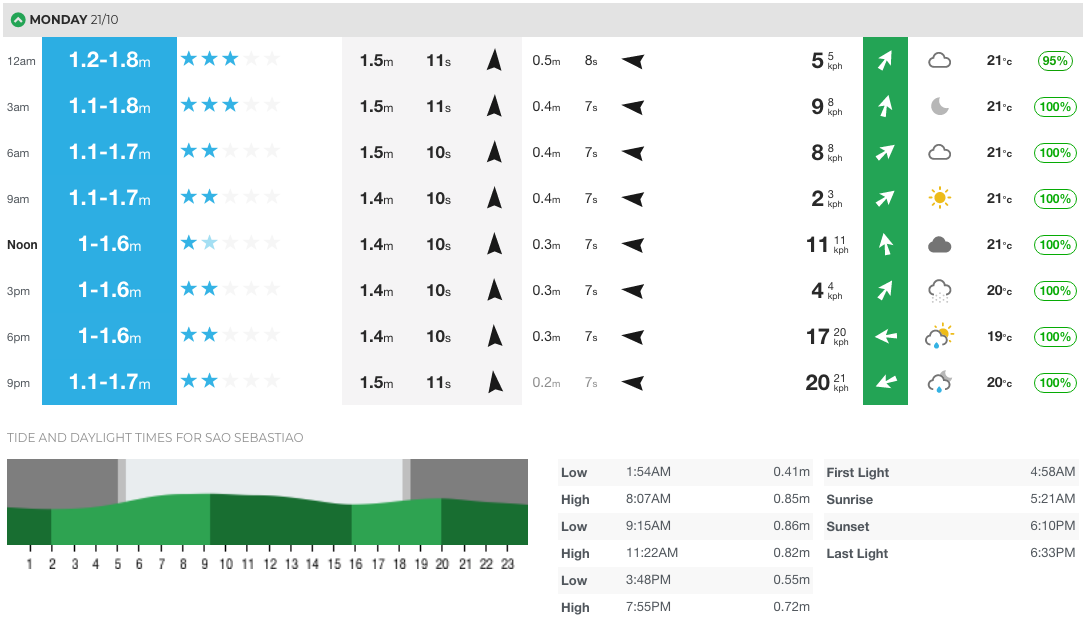 MONDAY 21/10
12am 1.2-1.8m 1.5m 11s 0.5m 8s 5 5 kph 21°c 95%
3am 1.1-1.8m 1.5m 11s 0.4m 7s 9 8 kph 21°c 100%
6am 1.1-1.7m 1.5m 10s 0.4m 7s 8 8 kph 21°c 100%
9am 1.1-1.7m 1.4m 10s 0.4m 7s 2 3 kph 21°c 100%
Noon 1-1.6m 1.4m 10s 0.3m 7s 11 11 kph 21°c 100%
3pm 1-1.6m 1.4m 10s 0.3m 7s 4 4 kph 20°c 100%
6pm 1-1.6m 1.4m 10s 0.3m 7s 17 20 kph 19°c 100%
9pm 1.1-1.7m 1.5m 11s 0.2m 7s 20 21 kph 20°c 100%
TIDE AND DAYLIGHT TIMES FOR SAO SEBASTIAO
1 2 3 4 5 6 7 8 9 10 11 12 13 14 15 16 17 18 19 20 21 22 23
Low 1:54AM 0.41m First Light 4:58AM
High 8:07AM 0.85m Sunrise 5:21AM
Low 9:15AM 0.86m Sunset 6:10PM
High 11:22AM 0.82m Last Light 6:33PM
Low 3:48PM 0.55m
High 7:55PM 0.72m